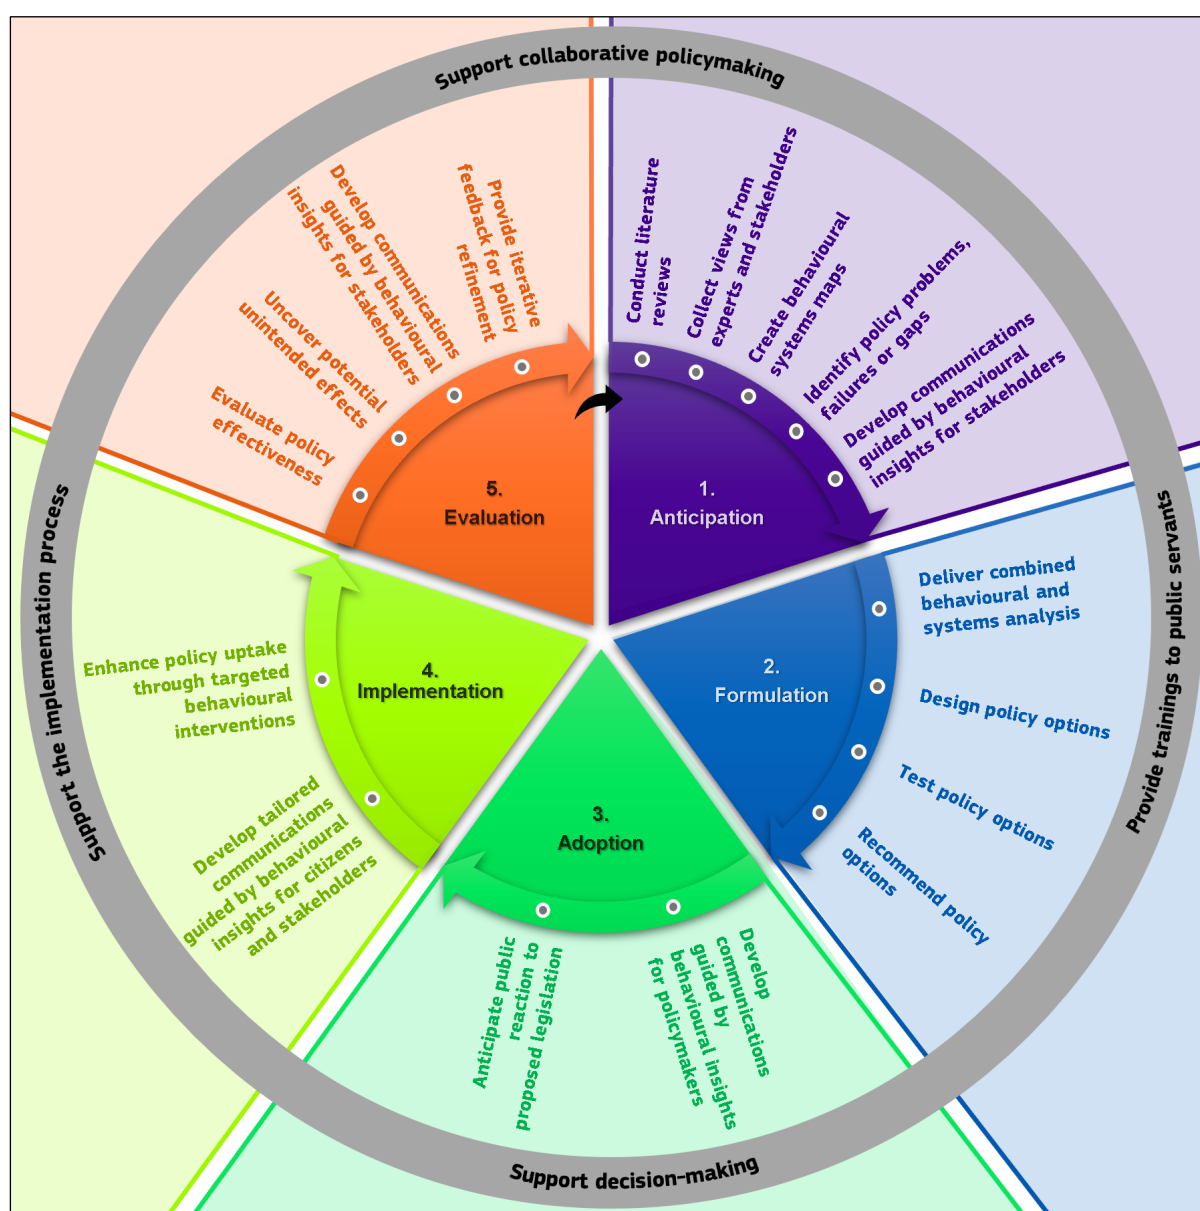 Support collaborative policymaking
Provide trainings to public servants
Support decision-making
Support the implementation process
1.
Anticipation
Conduct literature
reviews
Collect views from
experts and stakeholders
Create behavioural
systems maps
Identify policy problems,
failures or gaps
Develop communications
guided by behavioural
insights for stakeholders
2.
Formulation
Deliver combined
behavioural and
systems analysis
Design policy options
Test policy options
Recommend policy
options
3.
Adoption
Develop
communications
guided by
behavioural insights
for policymakers
Anticipate public
reaction to
proposed legislation
4.
Implementation
Develop tailored
communications
guided by behavioural
insights for citizens
and stakeholders
Enhance policy uptake
through targeted
behavioural
interventions
5.
Evaluation
Evaluate policy
effectiveness
Uncover potential
unintended effects
Develop communications
guided by behavioural
insights for stakeholders
Provide iterative
feedback for policy
refinement